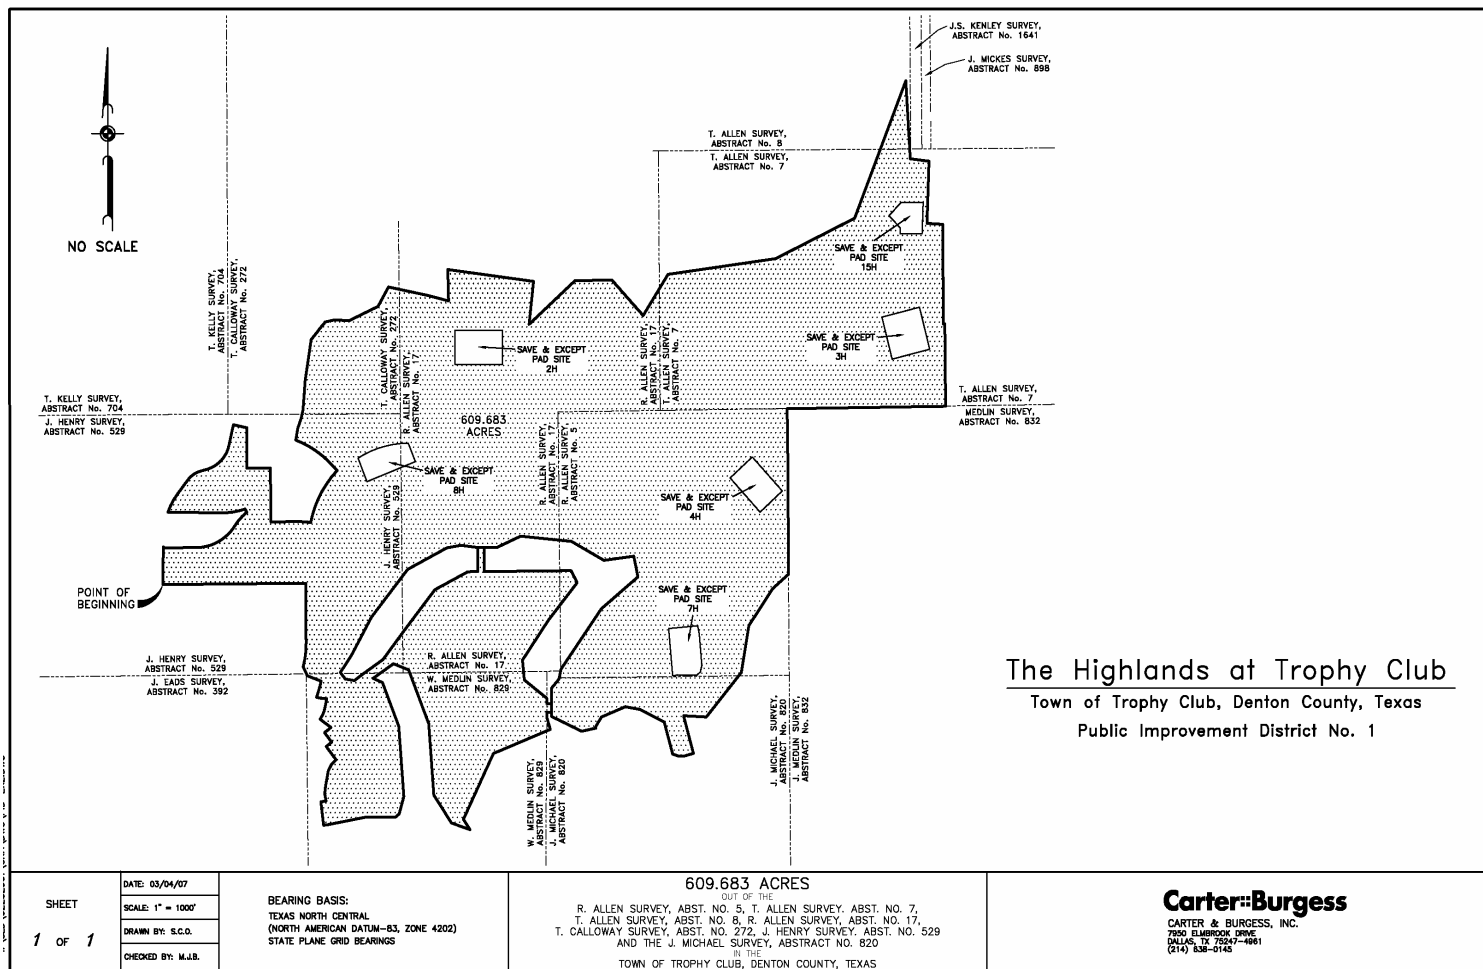 J.S. KENLEY SURVEY,
ABSTRACT No. 1641
J. MICKES SURVEY,
ABSTRACT No. 898
T. ALLEN SURVEY,
ABSTRACT No. 8
T. ALLEN SURVEY,
ABSTRACT No. 7
NO SCALE
SAVE & EXCEPT
PAD SITE
15H
T. KELLY SURVEY,
ABSTRACT No. 704
T. CALLOWAY SURVEY,
ABSTRACT No. 272
T. CALLOWAY SURVEY,
ABSTRACT No. 272
R. ALLEN SURVEY,
ABSTRACT No. 17
SAVE & EXCEPT
PAD SITE
2H
R. ALLEN SURVEY,
ABSTRACT No. 17
T. ALLEN SURVEY,
ABSTRACT No. 7
SAVE & EXCEPT
PAD SITE
3H
T. KELLY SURVEY,
ABSTRACT No. 704
J. HENRY SURVEY,
ABSTRACT No. 529
T. ALLEN SURVEY,
ABSTRACT No. 7
MEDLIN SURVEY,
ABSTRACT No. 832
609.683
ACRES
R. ALLEN SURVEY,
ABSTRACT No. 17
R. ALLEN SURVEY,
ABSTRACT No. 5
SAVE & EXCEPT
PAD SITE
8H
SAVE & EXCEPT
PAD SITE
4H
J. HENRY SURVEY,
ABSTRACT No. 529
POINT OF
BEGINNING
SAVE & EXCEPT
PAD SITE
7H
J. HENRY SURVEY,
ABSTRACT No. 529
J. EADS SURVEY,
ABSTRACT No. 392
R. ALLEN SURVEY,
ABSTRACT No. 17
W. MEDLIN SURVEY,
ABSTRACT No. 829
J. MICHAEL SURVEY,
ABSTRACT No. 820
J. MEDLIN SURVEY,
ABSTRACT No. 832
W. MEDLIN SURVEY,
ABSTRACT No. 829
J. MICHAEL SURVEY,
ABSTRACT No. 820
The Highlands at Trophy Club
Town of Trophy Club, Denton County, Texas
Public Improvement District No. 1
SHEET
1 OF 1
DATE: 03/04/07
SCALE: 1" = 1000'
DRAWN BY: S.C.O.
CHECKED BY: M.J.B.
BEARING BASIS:
TEXAS NORTH CENTRAL
(NORTH AMERICAN DATUM-83, ZONE 4202)
STATE PLANE GRID BEARINGS
609.683 ACRES
OUT OF THE
R. ALLEN SURVEY, ABST. NO. 5, T. ALLEN SURVEY. ABST. NO. 7,
T. ALLEN SURVEY, ABST. NO. 8, R. ALLEN SURVEY, ABST. NO. 17,
T. CALLOWAY SURVEY, ABST. NO. 272, J. HENRY SURVEY. ABST. NO. 529
AND THE J. MICHAEL SURVEY, ABSTRACT NO. 820
IN THE
TOWN OF TROPHY CLUB, DENTON COUNTY, TEXAS
Carter::Burgess
CARTER & BURGESS, INC.
7950 ELMBROOK DRIVE
DALLAS, TX 75247-4961
(214) 638-0145